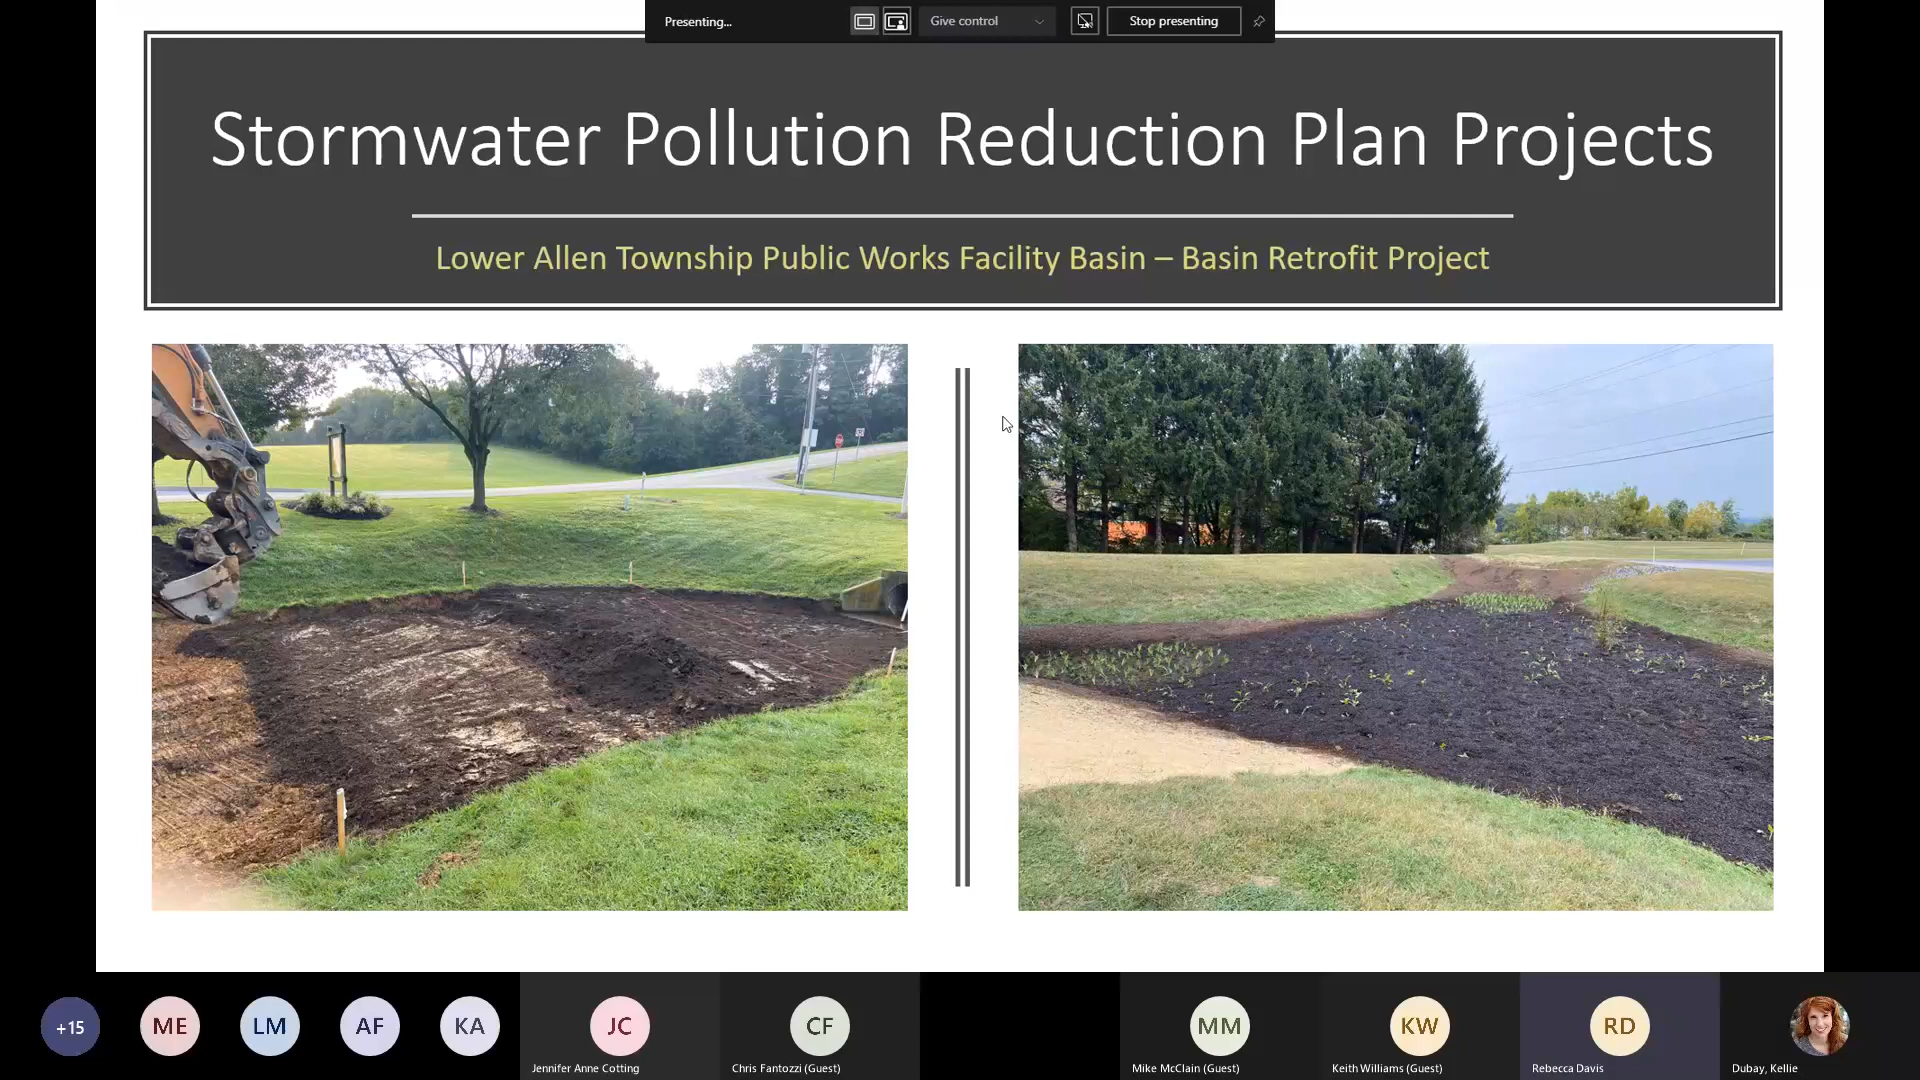 Presenting...
Give control
Stop presenting
Stormwater Pollution Reduction Plan Projects
Lower Allen Township Public Works Facility Basin – Basin Retrofit Project
+15
ME
LM
AF
KA
JC
CF
MM
KW
RD
Jennifer Anne Cotting
Chris Fantozzi (Guest)
Mike McClain (Guest)
Keith Williams (Guest)
Rebecca Davis
Dubay, Kellie